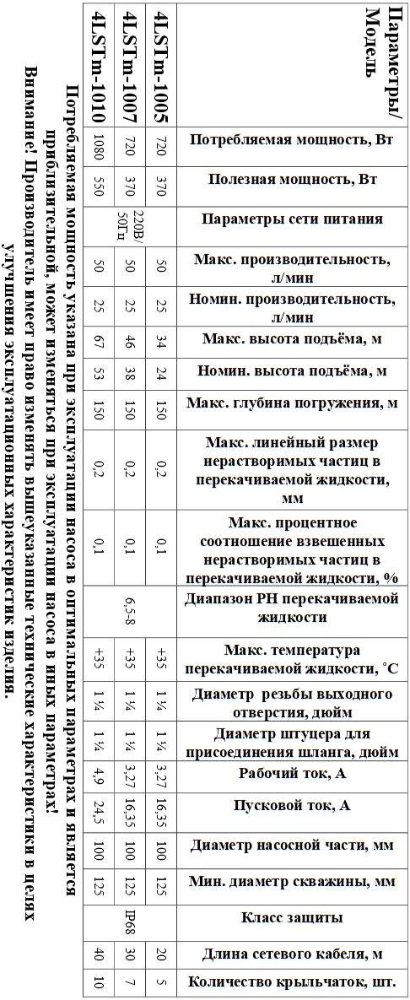 Параметры/
Модель
Потребляемая мощность, Вт
Полезная мощность, Вт
Параметры сети питания
Макс. производительность,
л/мин
Номин. производительность,
л/мин
Макс. высота подъёма, м
Номин. высота подъёма, м
Макс. глубина погружения, м
Макс. линейный размер
нерастворимых частиц в
перекачиваемой жидкости,
мм
Макс. процентное
соотношение взвешенных
нерастворимых частиц в
перекачиваемой жидкости, %
Диапазон РН перекачиваемой
жидкости
Макс. температура
перекачиваемой жидкости, ˚С
Диаметр резьбы выходного
отверстия, дюйм
Диаметр штуцера для
присоединения шланга, дюйм
Рабочий ток, А
Пусковой ток, А
Диаметр насосной части, мм
Мин. диаметр скважины, мм
Класс защиты
Длина сетевого кабеля, м
Количество крыльчаток, шт.
4LSTm-1005 720 370 220В/ 50 25 34 24 150 0,2 0,1 6,5-8 +35 1 ¼ 1 ¼ 3,27 16,35 100 125 IP68 20 5
4LSTm-1007 720 370 50Гц 50 25 46 38 150 0,2 0,1 +35 1 ¼ 1 ¼ 3,27 16,35 100 125 30 7
4LSTm-1010 1080 550 50 25 67 53 150 0,2 0,1 +35 1 ¼ 1 ¼ 4,9 24,5 100 125 40 10
Потребляемая мощность указана при эксплуатации насоса в оптимальных параметрах и является
приблизительной, может изменяться при эксплуатации насоса в иных параметрах!
Внимание! Производитель имеет право изменять вышеуказанные технические характеристики в целях
улучшения эксплуатационных характеристик изделия.